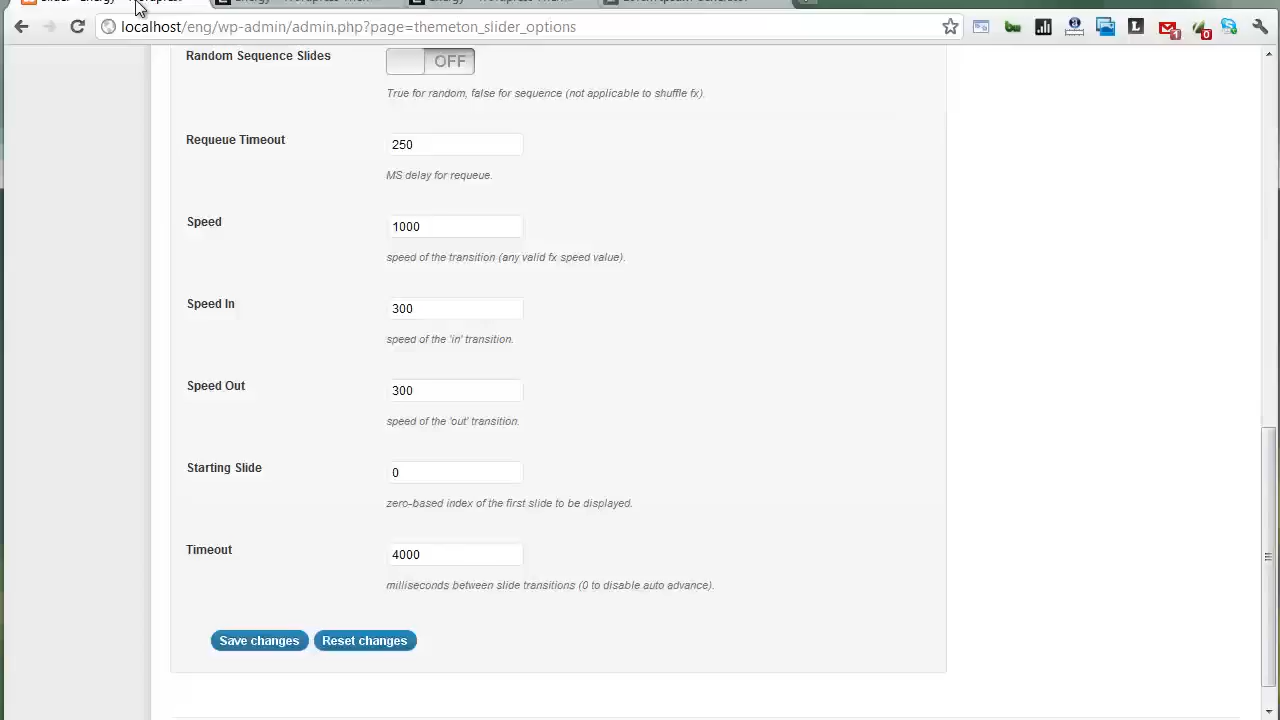 localhost/eng/wp-admin/admin.php?page=themeton_slider_options
Random Sequence Slides
OFF
True for random, false for sequence (not applicable to shuffle fx).
Requeue Timeout
250
MS delay for requeue.
Speed
1000
speed of the transition (any valid fx speed value).
Speed In
300
speed of the 'in' transition.
Speed Out
300
speed of the 'out' transition.
Starting Slide
0
zero-based index of the first slide to be displayed.
Timeout
4000
milliseconds between slide transitions (0 to disable auto advance).
Save changes Reset changes